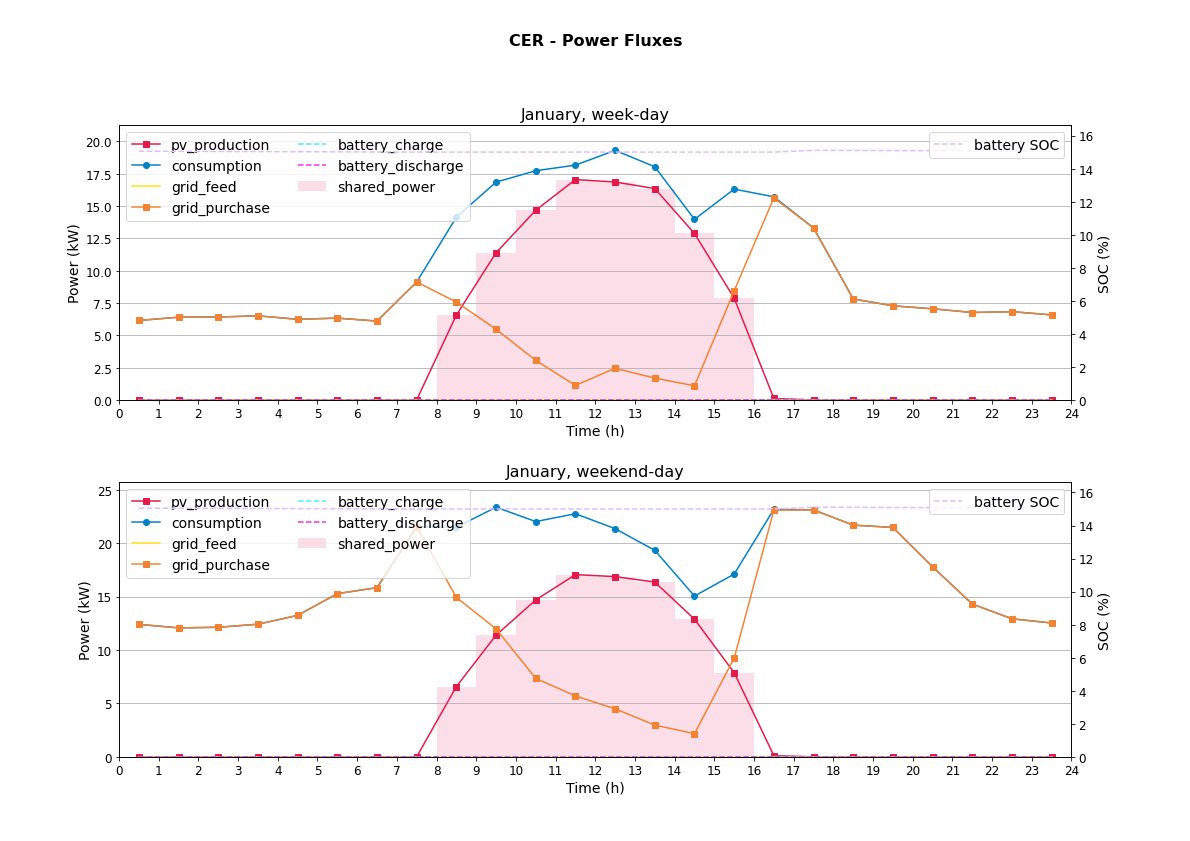 CER - Power Fluxes
January, week-day
pv_production
consumption
grid_feed
grid_purchase
battery_charge
battery_discharge
shared_power
battery SOC
Power (kW)
20.0
17.5
15.0
12.5
10.0
7.5
5.0
2.5
0.0
SOC (%)
16
14
12
10
8
6
4
2
0
0 1 2 3 4 5 6 7 8 9 10 11 12 13 14 15 16 17 18 19 20 21 22 23 24
Time (h)
January, weekend-day
pv_production
consumption
grid_feed
grid_purchase
battery_charge
battery_discharge
shared_power
battery SOC
Power (kW)
25
20
15
10
5
0
SOC (%)
16
14
12
10
8
6
4
2
0
0 1 2 3 4 5 6 7 8 9 10 11 12 13 14 15 16 17 18 19 20 21 22 23 24
Time (h)